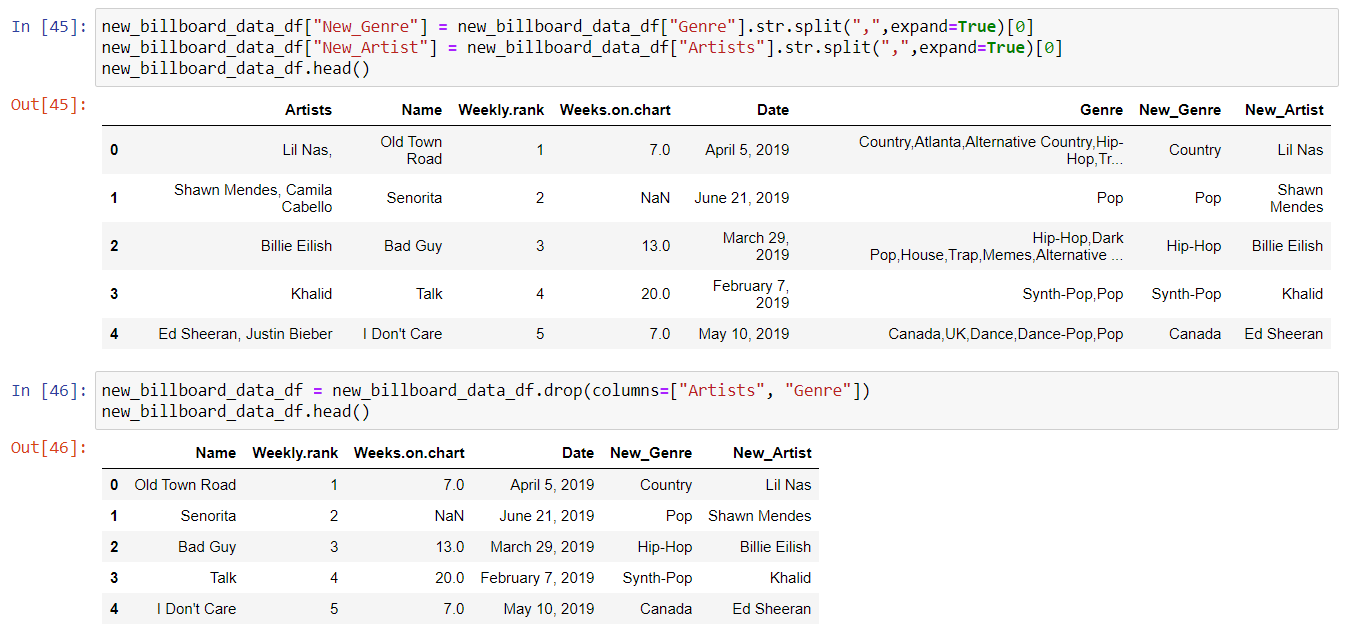 In [45]: new_billboard_data_df["New_Genre"] = new_billboard_data_df["Genre"].str.split(",",expand=True)[0]
new_billboard_data_df["New_Artist"] = new_billboard_data_df["Artists"].str.split(",",expand=True)[0]
new_billboard_data_df.head()
Out[45]:
Artists Name Weekly.rank Weeks.on.chart Date Genre New_Genre New_Artist
0 Lil Nas, Old Town Road 1 7.0 April 5, 2019 Country,Atlanta,Alternative Country,Hip-Hop,Tr... Country Lil Nas
1 Shawn Mendes, Camila Cabello Senorita 2 NaN June 21, 2019 Pop Pop Shawn Mendes
2 Billie Eilish Bad Guy 3 13.0 March 29, 2019 Hip-Hop,Dark Pop,House,Trap,Memes,Alternative ... Hip-Hop Billie Eilish
3 Khalid Talk 4 20.0 February 7, 2019 Synth-Pop,Pop Synth-Pop Khalid
4 Ed Sheeran, Justin Bieber I Don't Care 5 7.0 May 10, 2019 Canada,UK,Dance,Dance-Pop,Pop Canada Ed Sheeran
In [46]: new_billboard_data_df = new_billboard_data_df.drop(columns=["Artists", "Genre"])
new_billboard_data_df.head()
Out[46]:
Name Weekly.rank Weeks.on.chart Date New_Genre New_Artist
0 Old Town Road 1 7.0 April 5, 2019 Country Lil Nas
1 Senorita 2 NaN June 21, 2019 Pop Shawn Mendes
2 Bad Guy 3 13.0 March 29, 2019 Hip-Hop Billie Eilish
3 Talk 4 20.0 February 7, 2019 Synth-Pop Khalid
4 I Don't Care 5 7.0 May 10, 2019 Canada Ed Sheeran